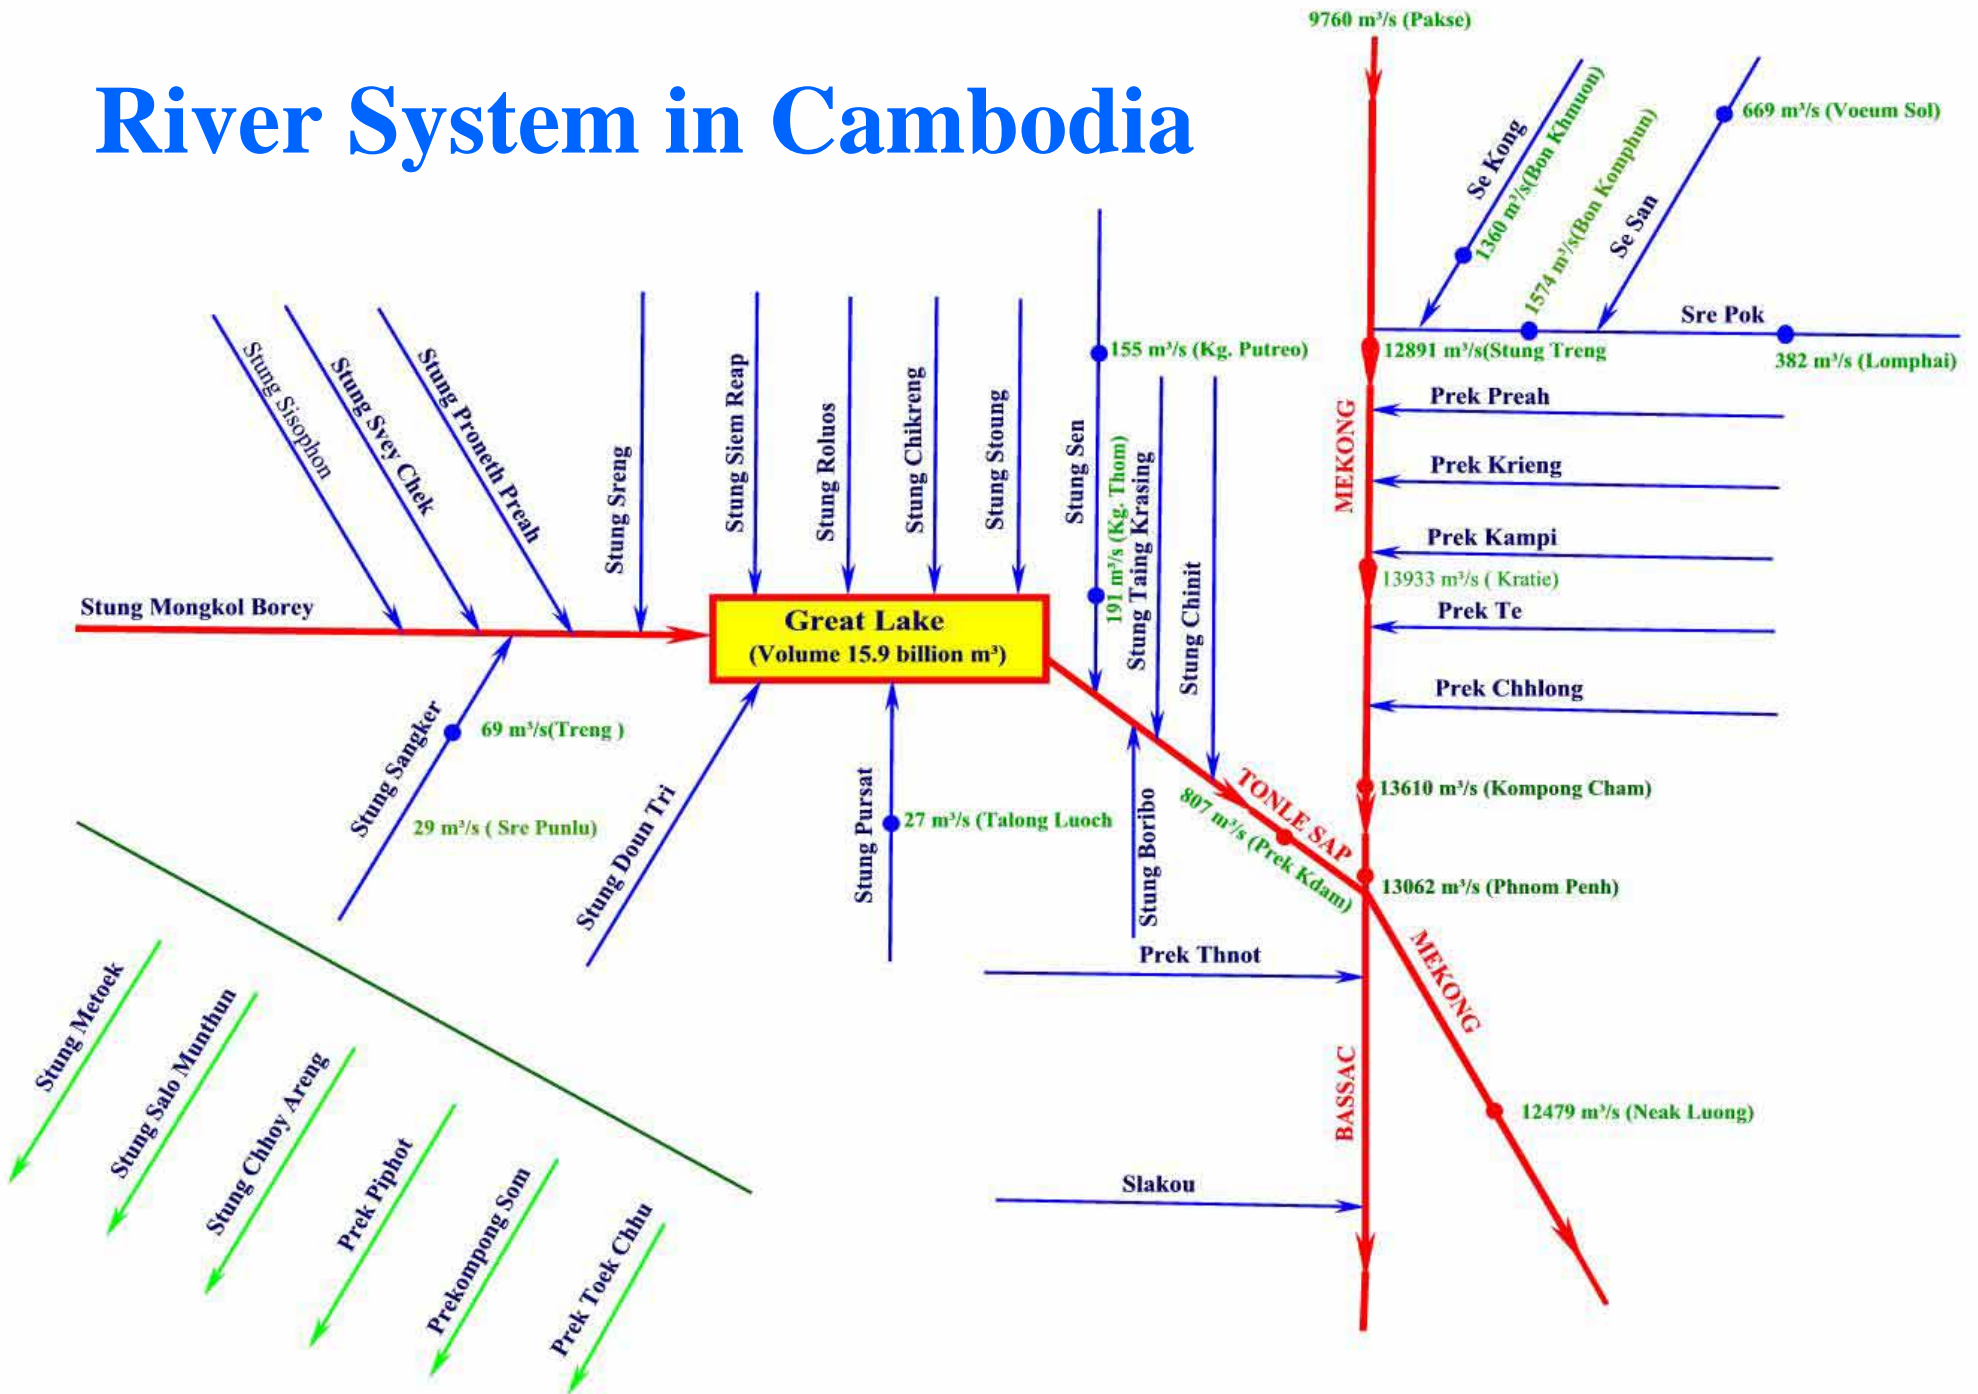 River System in Cambodia
9760 m³/s (Pakse)
Se Kong
1360 m³/s(Bon Khmuon)
1574 m³/s(Bon Komphun)
Se San
669 m³/s (Voeum Sol)
Sre Pok
382 m³/s (Lomphai)
12891 m³/s(Stung Treng
MEKONG
Prek Preah
Prek Krieng
Prek Kampi
13933 m³/s ( Kratie)
Prek Te
Prek Chhlong
13610 m³/s (Kompong Cham)
13062 m³/s (Phnom Penh)
Stung Sisophon
Stung Svey Chek
Stung Proneth Preah
Stung Sreng
Stung Siem Reap
Stung Roluos
Stung Chikreng
Stung Stoung
Stung Sen
155 m³/s (Kg. Putreo)
191 m³/s (Kg. Thom)
Stung Taing Krasing
Stung Chinit
Stung Mongkol Borey
Great Lake
(Volume 15.9 billion m³)
Stung Sangker
69 m³/s(Treng )
29 m³/s ( Sre Punlu)
Stung Doun Tri
Stung Pursat
27 m³/s (Talong Luoch
Stung Boribo
TONLE SAP
807 m³/s (Prek Kdam)
Prek Thnot
MEKONG
BASSAC
12479 m³/s (Neak Luong)
Slakou
Stung Metoek
Stung Salo Munthun
Stung Chhoy Areng
Prek Piphot
Prekompong Som
Prek Toek Chhu